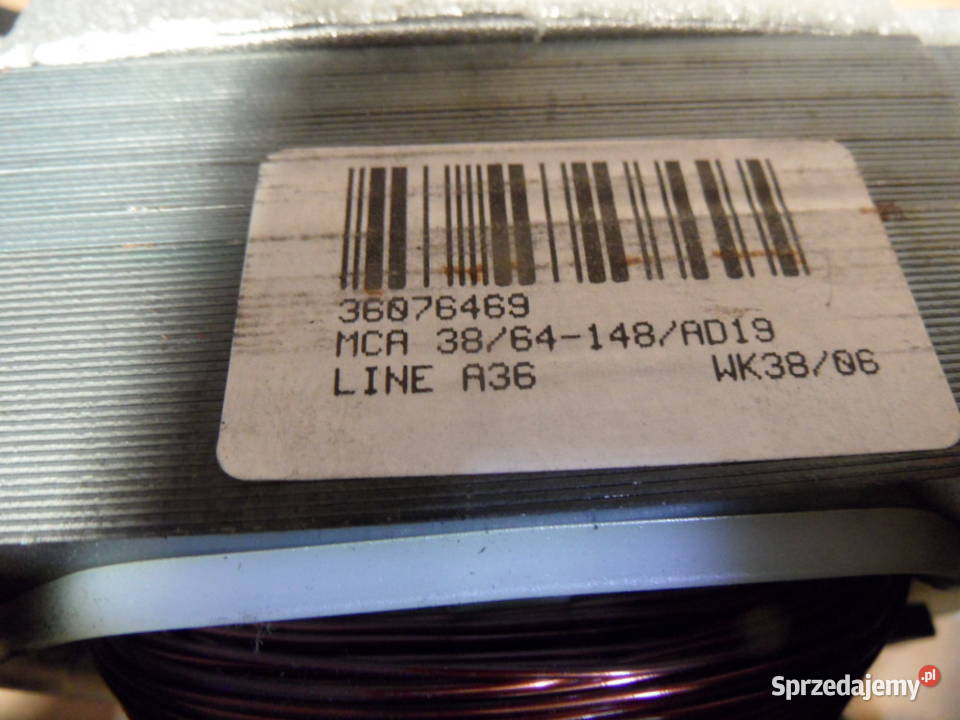 36076469
MCA 38/64-148/AD19
LINE A36 WK38/06
Sprzedajemy.pl